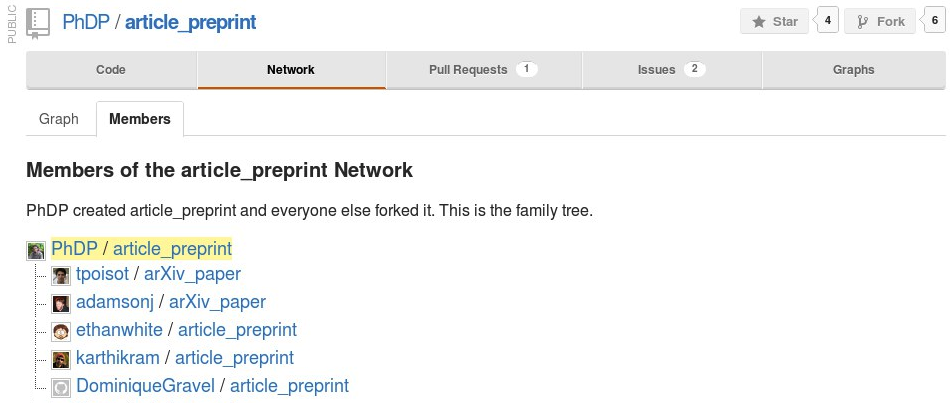 PUBLIC
PhDP / article_preprint
Star 4 Fork 6
Code Network Pull Requests 1 Issues 2 Graphs
Graph Members
Members of the article_preprint Network
PhDP created article_preprint and everyone else forked it. This is the family tree.
PhDP / article_preprint
tpoisot / arXiv_paper
adamsonj / arXiv_paper
ethanwhite / article_preprint
karthikram / article_preprint
DominiqueGravel / article_preprint